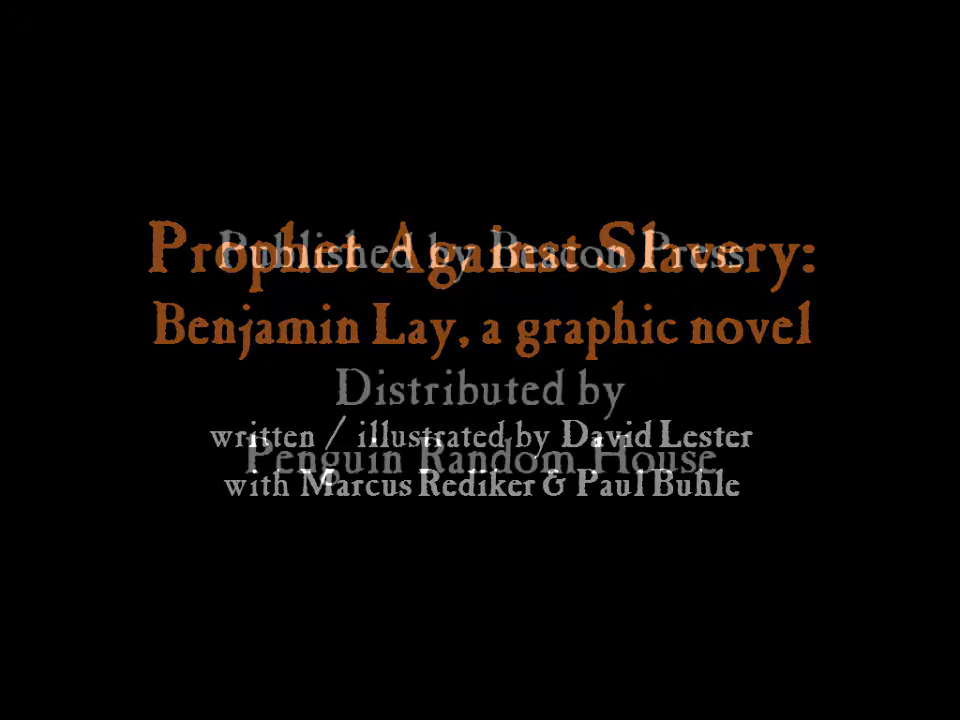 Prophet Against Slavery:
Published by Beacon Press
Benjamin Lay, a graphic novel
Distributed by
written / illustrated by David Lester
Penguin Random House
with Marcus Rediker & Paul Buhle